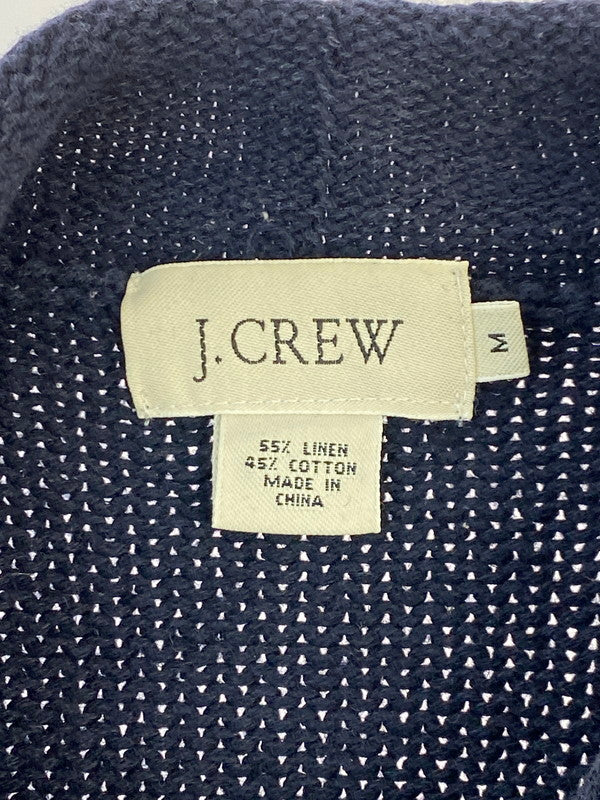 J.CREW
M
55% LINEN
45% COTTON
MADE IN
CHINA